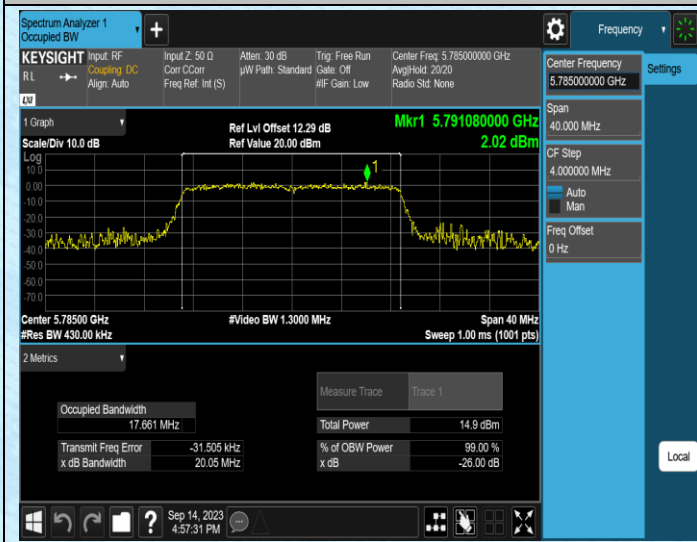 Spectrum Analyzer 1
Occupied BW
Frequency
KEYSIGHT
RL
LXI
Input: RF
Coupling: DC
Align: Auto
Input Z: 50 Ω
Corr CCorr
Freq Ref: Int (S)
Atten: 30 dB
µW Path: Standard
Trig: Free Run
Gate: Off
#IF Gain: Low
Center Freq: 5.785000000 GHz
Avg|Hold: 20/20
Radio Std: None
Center Frequency
5.785000000 GHz
Settings
Span
40.000 MHz
CF Step
4.000000 MHz
Auto
Man
Freq Offset
0 Hz
1 Graph
Scale/Div 10.0 dB
Ref Lvl Offset 12.29 dB
Ref Value 20.00 dBm
Mkr1 5.791080000 GHz
2.02 dBm
Log
10.0
0.00
-10.0
-20.0
-30.0
-40.0
-50.0
-60.0
-70.0
1
Center 5.78500 GHz
#Res BW 430.00 kHz
#Video BW 1.3000 MHz
Span 40 MHz
Sweep 1.00 ms (1001 pts)
2 Metrics
Measure Trace
Trace 1
Occupied Bandwidth
17.661 MHz
Total Power
14.9 dBm
Transmit Freq Error
-31.505 kHz
% of OBW Power
99.00 %
x dB Bandwidth
20.05 MHz
x dB
-26.00 dB
Local
?
Sep 14, 2023
4:57:31 PM